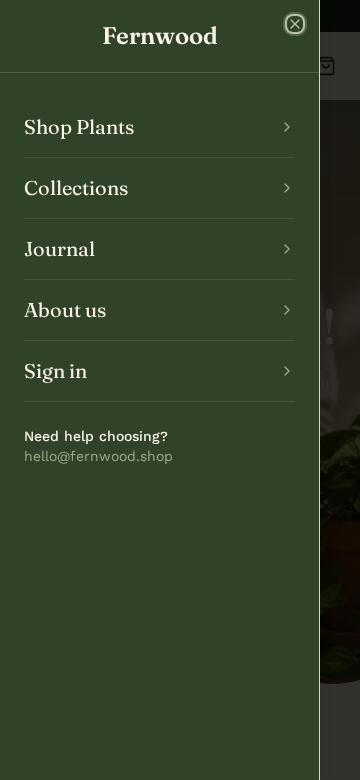 Fernwood
Shop Plants
Collections
Journal
About us
Sign in
Need help choosing?
hello@fernwood.shop
!